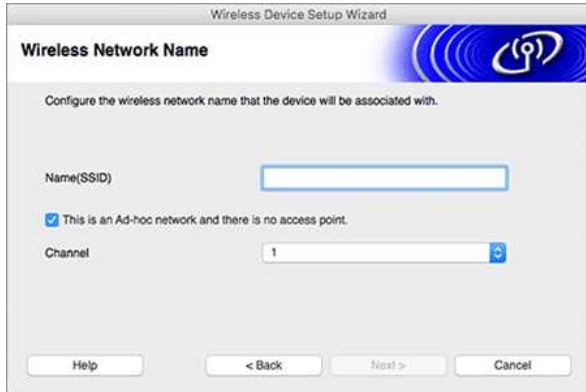 Wireless Device Setup Wizard
Wireless Network Name
Configure the wireless network name that the device will be associated with.
Name(SSID)
This is an Ad-hoc network and there is no access point.
Channel 1
Help < Back Next > Cancel